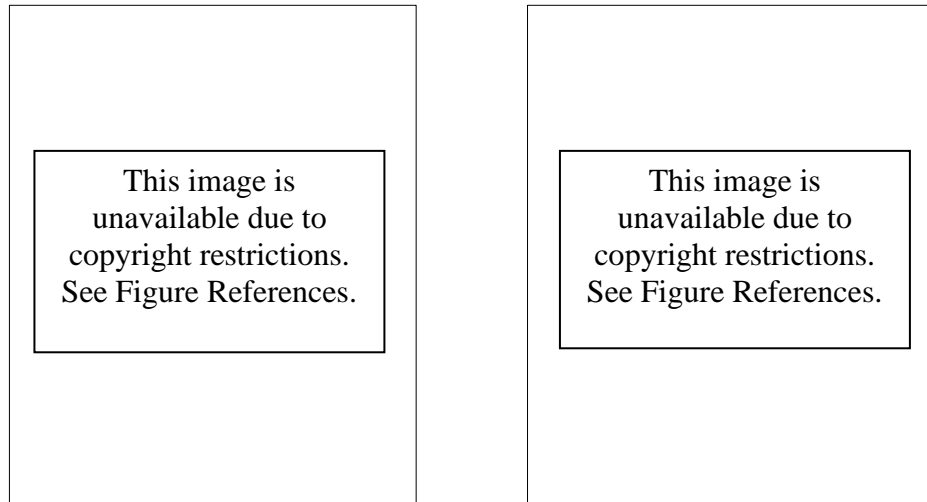 This image is
unavailable due to
copyright restrictions.
See Figure References.
This image is
unavailable due to
copyright restrictions.
See Figure References.